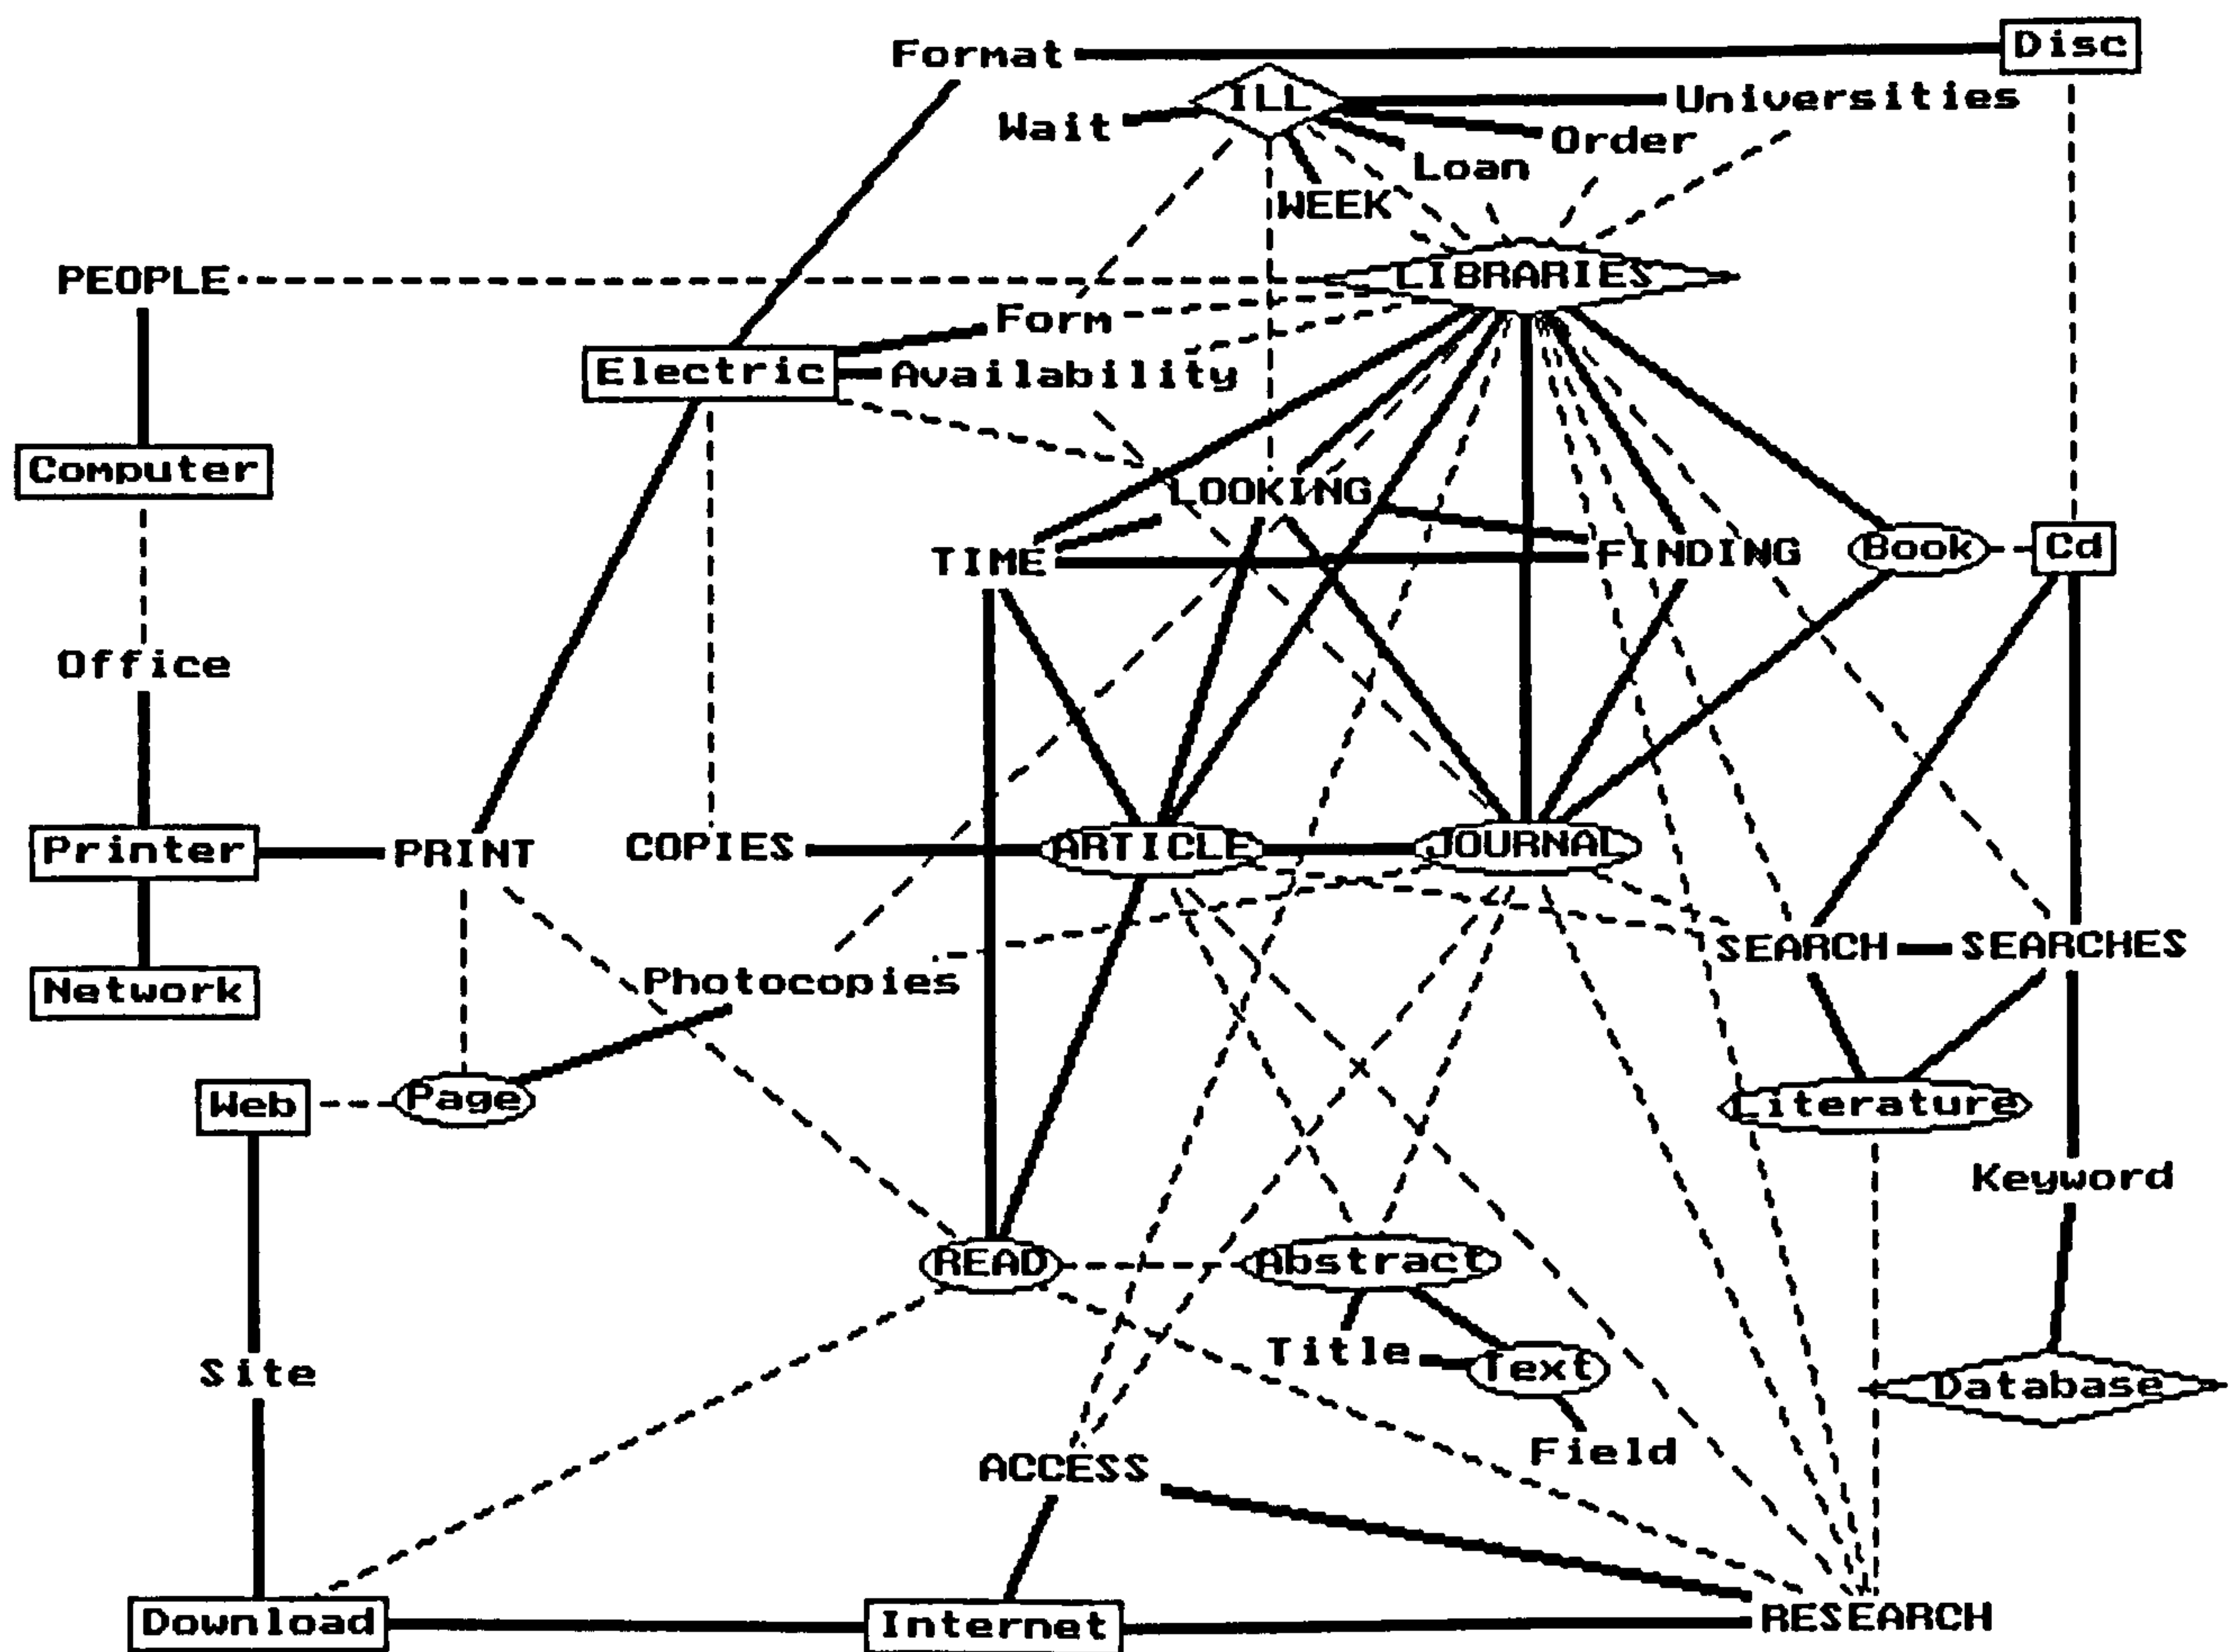 Format
Disc
ILL
Universities
Wait
Order
Loan
WEEK
PEOPLE
LIBRARIES
Form
Electric
Availability
Computer
LOOKING
TIME
FINDING
Book
Cd
Office
Printer
PRINT
COPIES
ARTICLE
JOURNAL
SEARCH
SEARCHES
Network
Photocopies
Web
Page
Literature
Keyword
READ
Abstract
Site
Title
Text
Database
Field
ACCESS
Download
Internet
RESEARCH